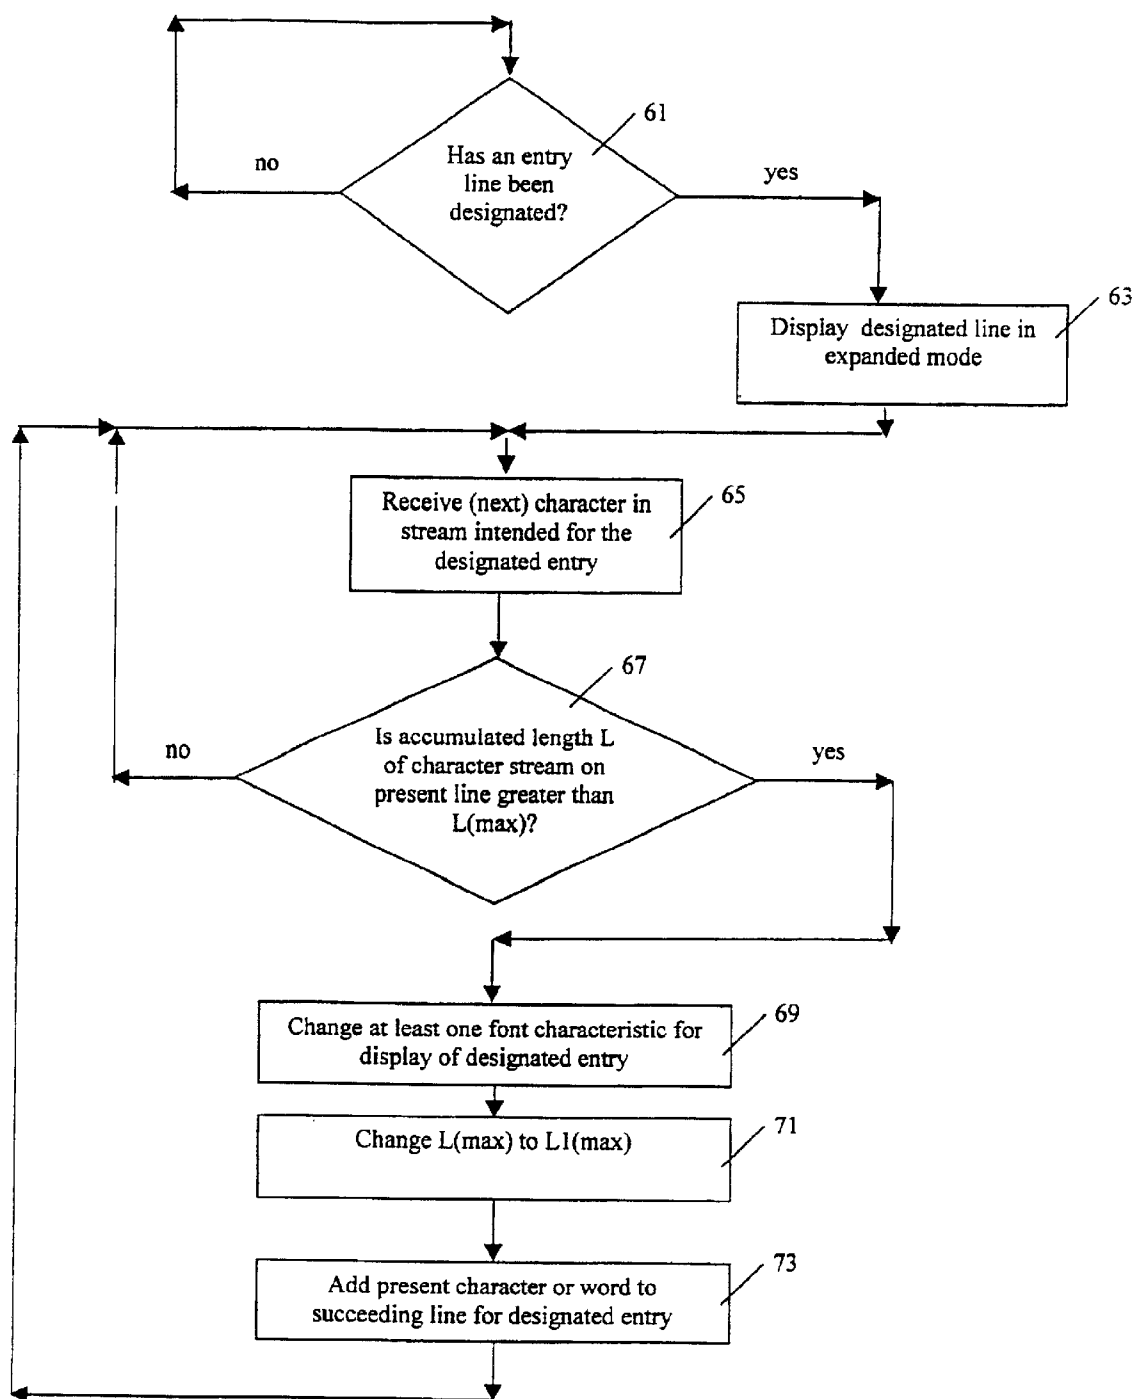 61
Has an entry
line been
designated?
no
yes
63
Display designated line in
expanded mode
65
Receive (next) character in
stream intended for the
designated entry
67
Is accumulated length L
of character stream on
present line greater than
L(max)?
no
yes
69
Change at least one font characteristic for
display of designated entry
71
Change L(max) to L1(max)
73
Add present character or word to
succeeding line for designated entry